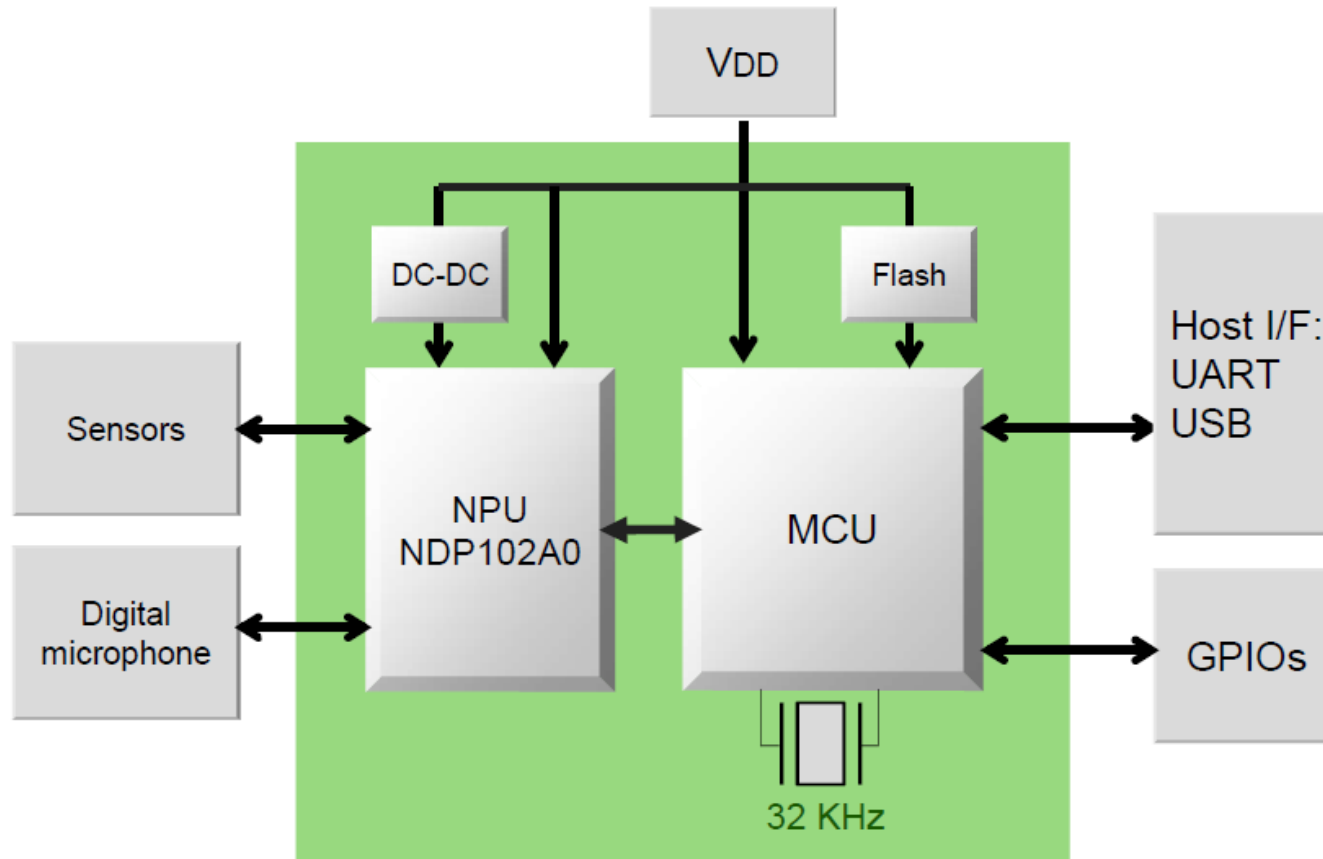 VDD
DC-DC
Flash
Sensors
Digital
microphone
NPU
NDP102A0
MCU
Host I/F:
UART
USB
GPIOs
32 KHz